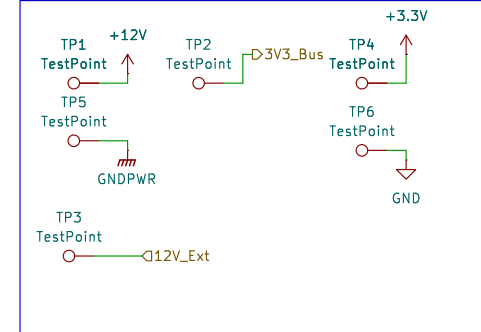 +12V
TP1
TestPoint
TP2
TestPoint
3V3_Bus
+3.3V
TP4
TestPoint
TP5
TestPoint
GNDPWR
TP6
TestPoint
GND
TP3
TestPoint
12V_Ext